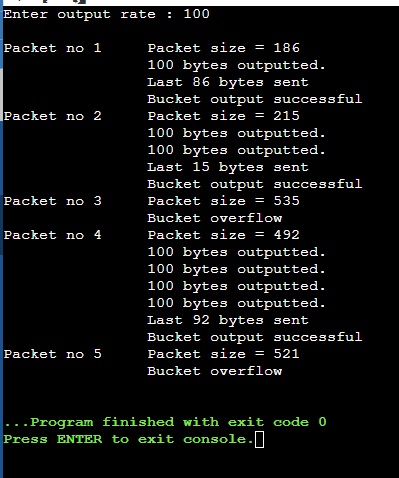 Enter output rate : 100
Packet no 1 Packet size = 186
100 bytes outputted.
Last 86 bytes sent
Bucket output successful
Packet no 2 Packet size = 215
100 bytes outputted.
100 bytes outputted.
Last 15 bytes sent
Bucket output successful
Packet no 3 Packet size = 535
Bucket overflow
Packet no 4 Packet size = 492
100 bytes outputted.
100 bytes outputted.
100 bytes outputted.
100 bytes outputted.
Last 92 bytes sent
Bucket output successful
Packet no 5 Packet size = 521
Bucket overflow
...Program finished with exit code 0
Press ENTER to exit console.